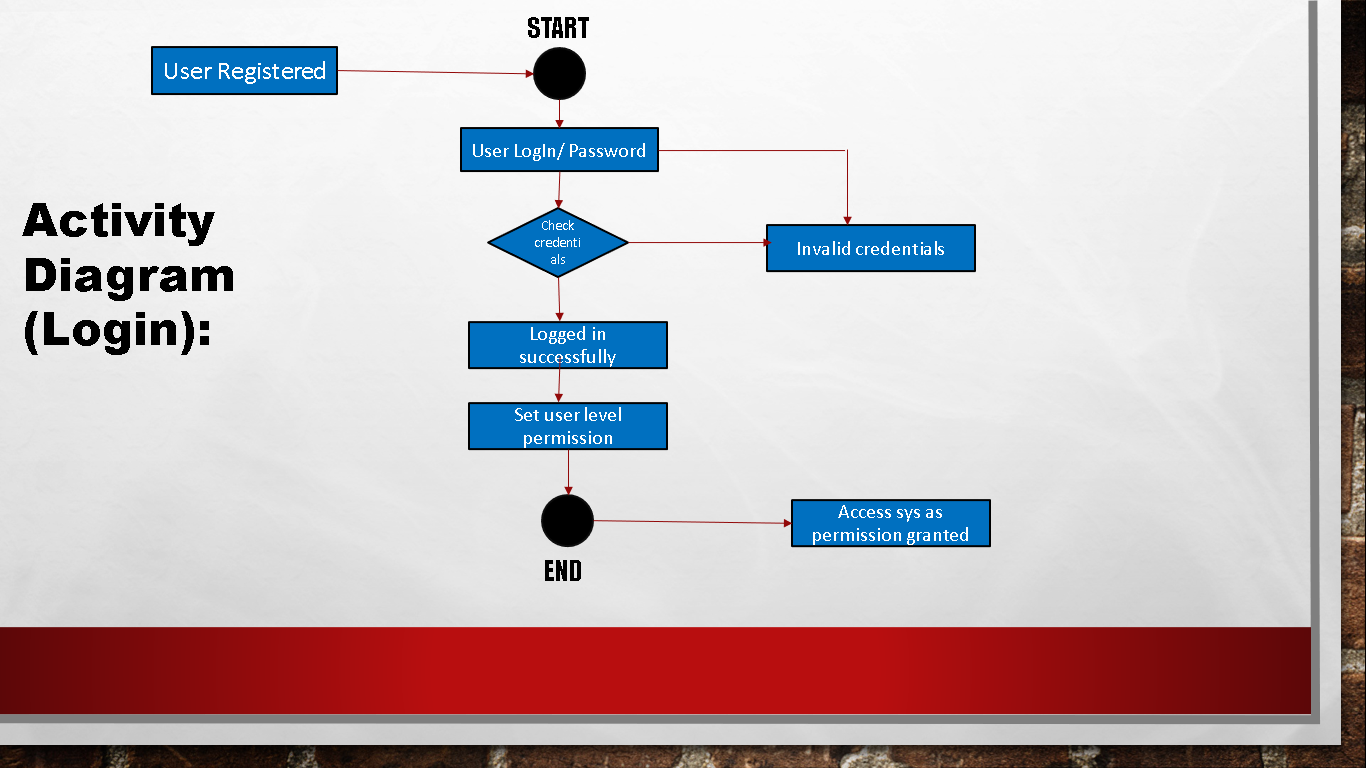 START
User Registered
User LogIn/ Password
Activity
Diagram
(Login):
Check
credenti
als
Invalid credentials
Logged in
successfully
Set user level
permission
Access sys as
permission granted
END